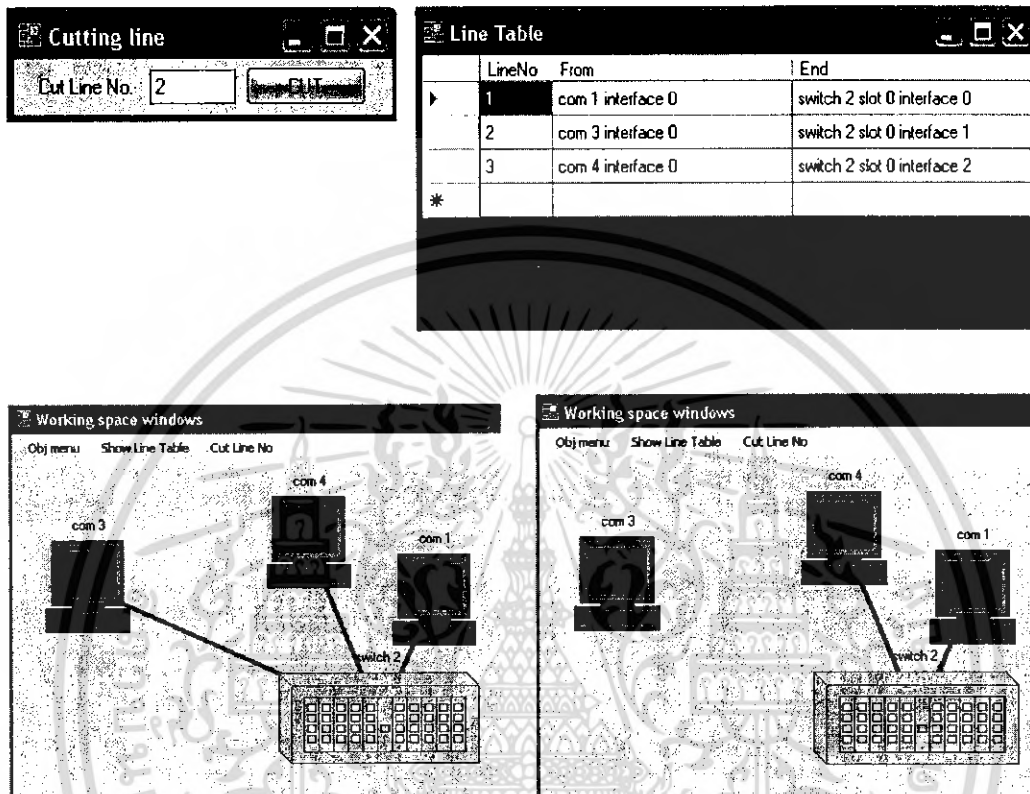 Cutting line
Cut Line No. 2 CUT
Line Table
LineNo From End
1 com 1 interface 0 switch 2 slot 0 interface 0
2 com 3 interface 0 switch 2 slot 0 interface 1
3 com 4 interface 0 switch 2 slot 0 interface 2
Working space windows
Obj menu Show Line Table Cut Line No
com 4
com 3
com 1
switch 2
Working space windows
Obj menu Show Line Table Cut Line No
com 4
com 3
com 1
switch 2